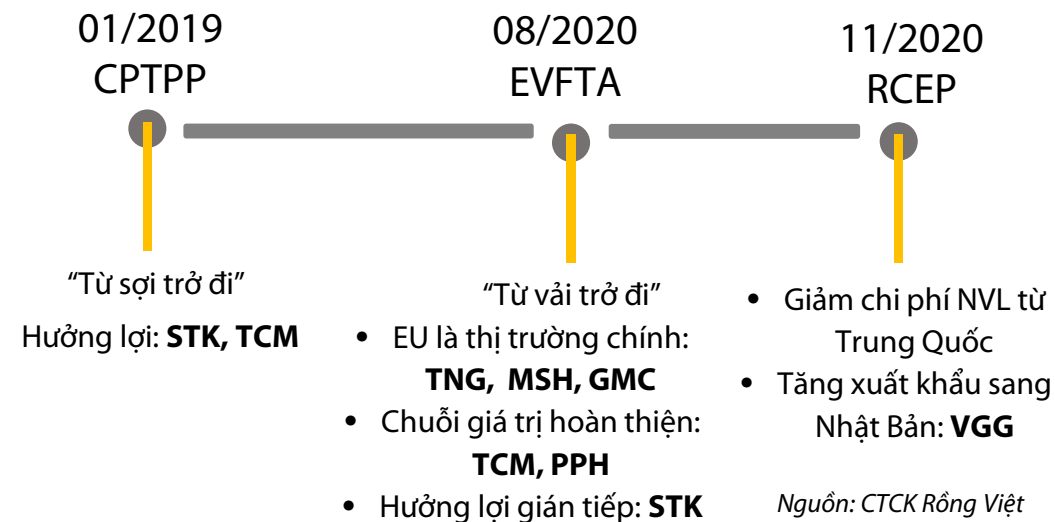 01/2019
CPTPP
“Từ sợi trở đi”
Hưởng lợi: STK, TCM
08/2020
EVFTA
“Từ vải trở đi”
• EU là thị trường chính:
TNG, MSH, GMC
• Chuỗi giá trị hoàn thiện:
TCM, PPH
• Hưởng lợi gián tiếp: STK
11/2020
RCEP
• Giảm chi phí NVL từ
Trung Quốc
• Tăng xuất khẩu sang
Nhật Bản: VGG
Nguồn: CTCK Rồng Việt